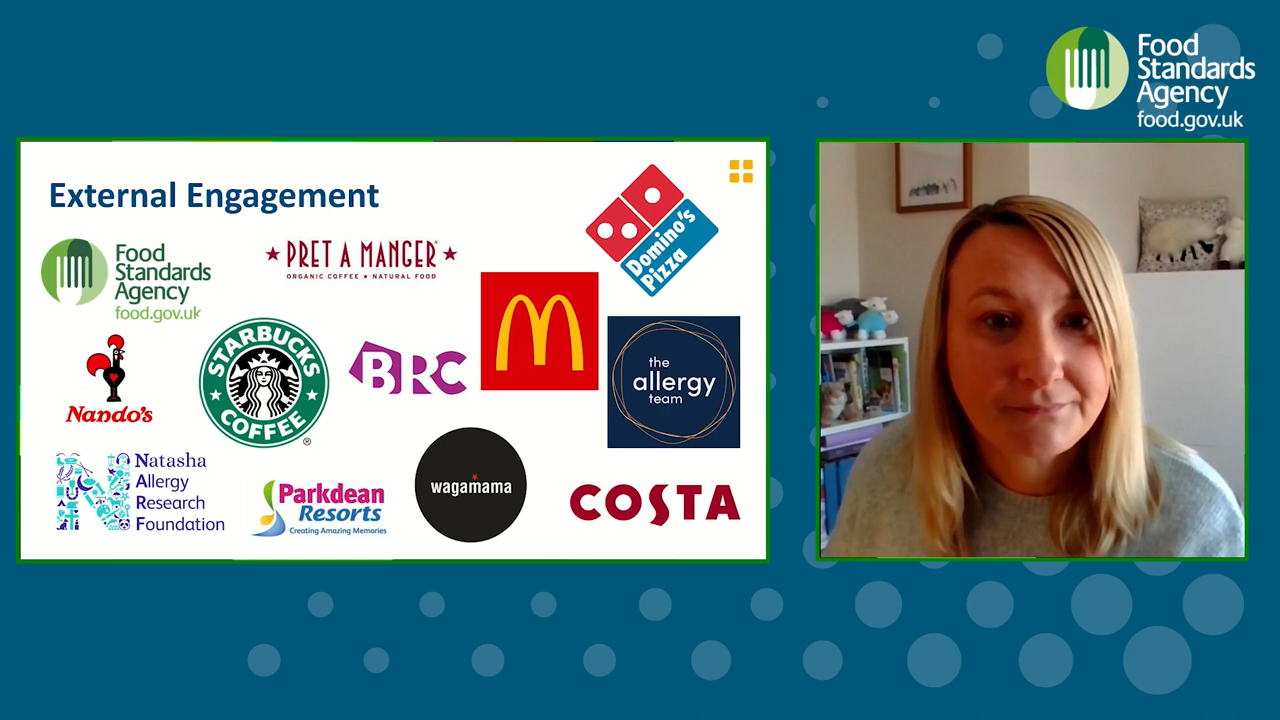 Food
Standards
Agency
food.gov.uk
External Engagement
Food
Standards
Agency
food.gov.uk
PRET A MANGER
ORGANIC COFFEE ★ NATURAL FOOD
Domino's
Pizza
Nando's
STARBUCKS
COFFEE
®
BRC
M
the
allergy
team
Natasha
Allergy
Research
Foundation
Parkdean
Resorts
Creating Amazing Memories
wagamama
COSTA